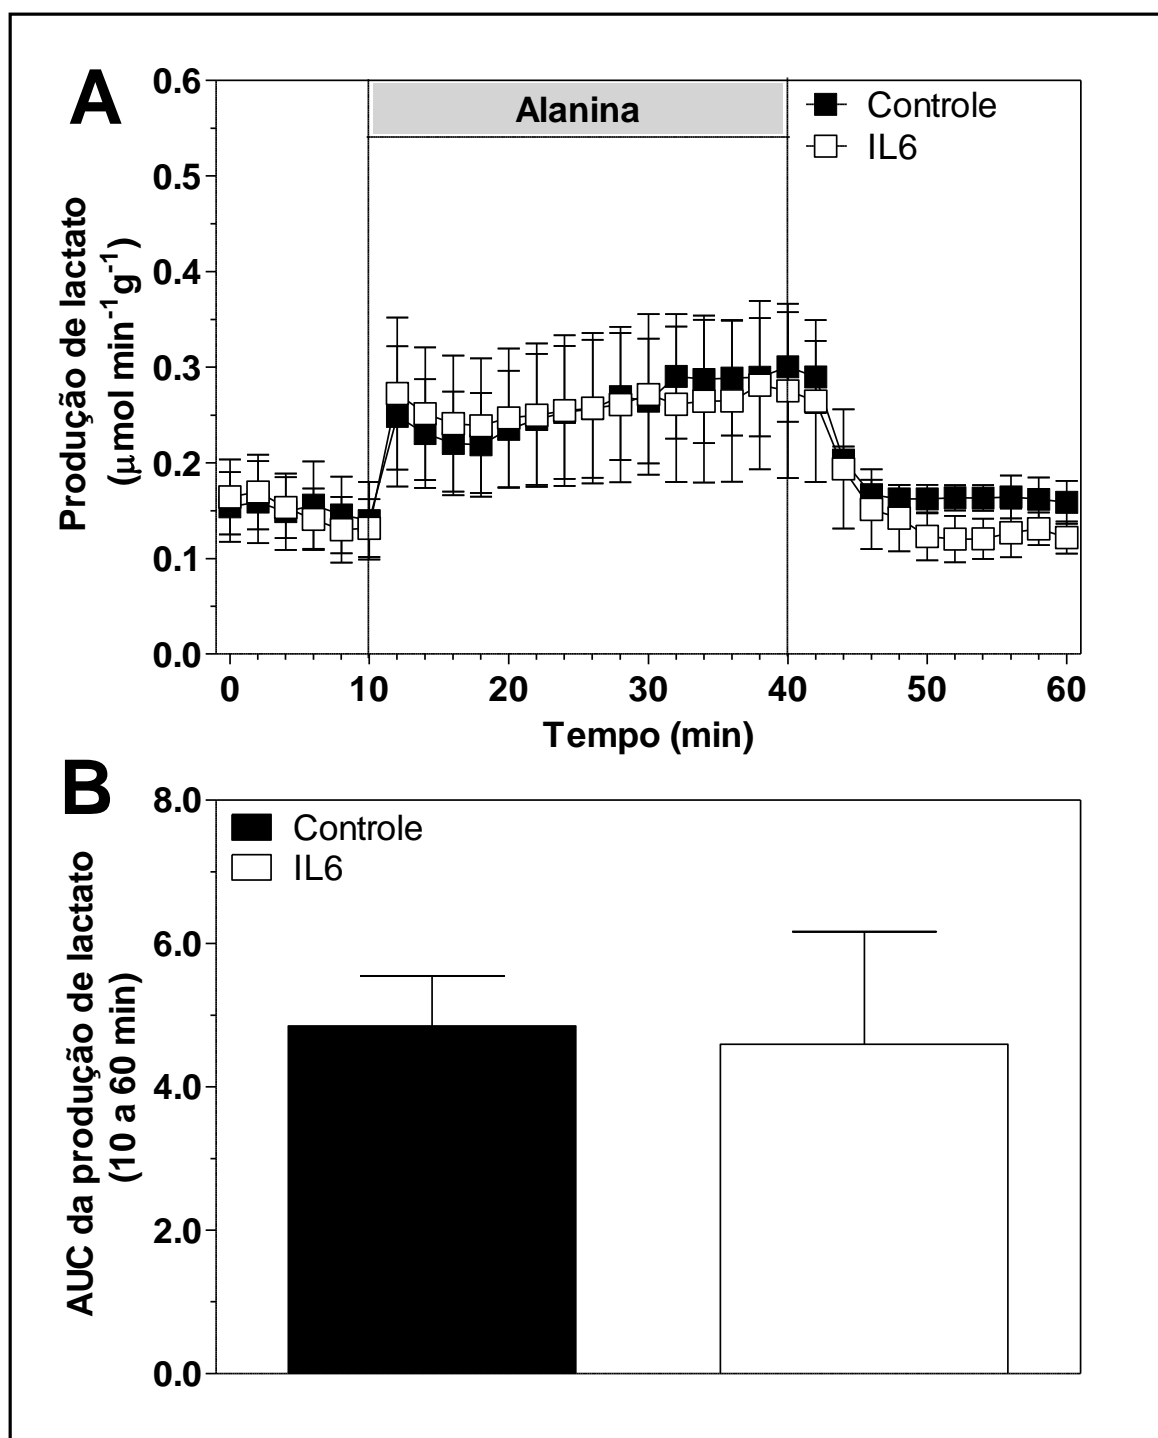 A
0.6
0.5
0.4
0.3
0.2
0.1
0.0
Produção de lactato
(μmol min⁻¹g⁻¹)
Alanina
Controle
IL6
0 10 20 30 40 50 60
Tempo (min)
B
8.0
6.0
4.0
2.0
0.0
AUC da produção de lactato
(10 a 60 min)
Controle
IL6